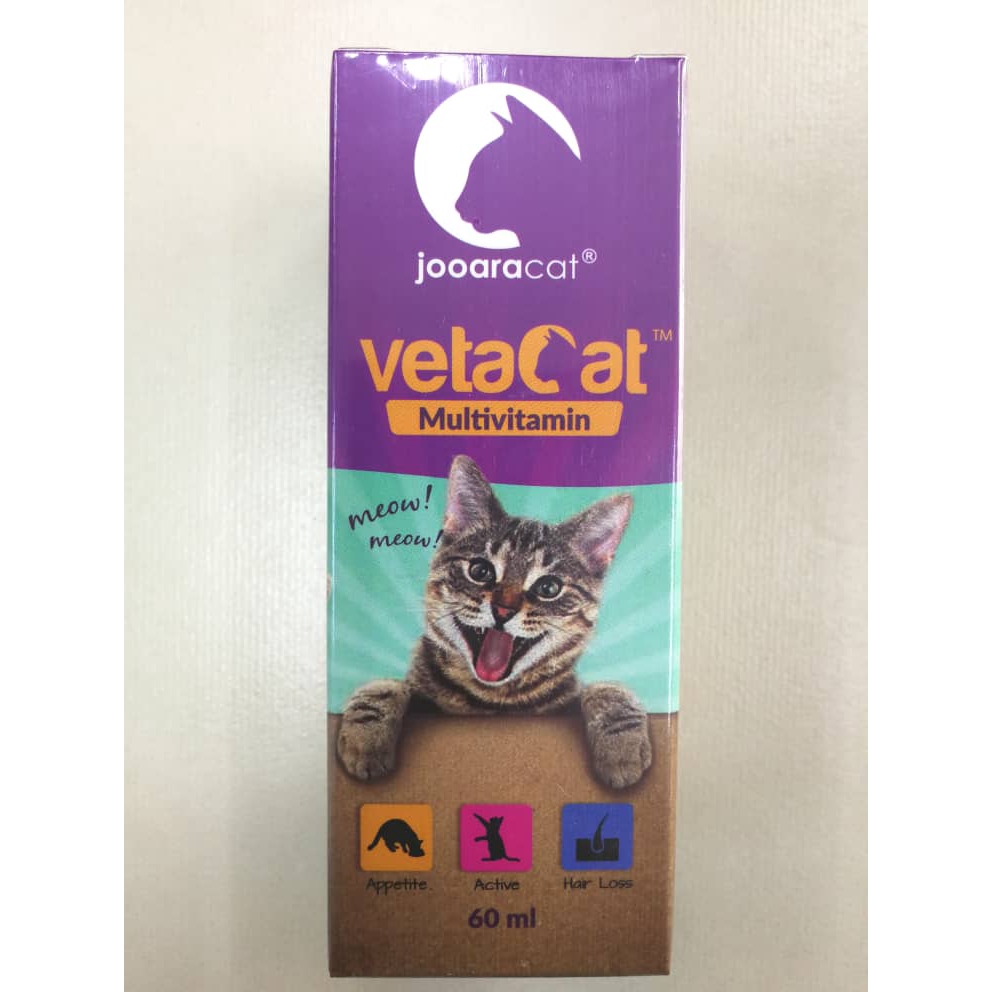 jooaracat®
vetaCat™
Multivitamin
meow!
meow!
Appetite
Active
Hair Loss
60 ml